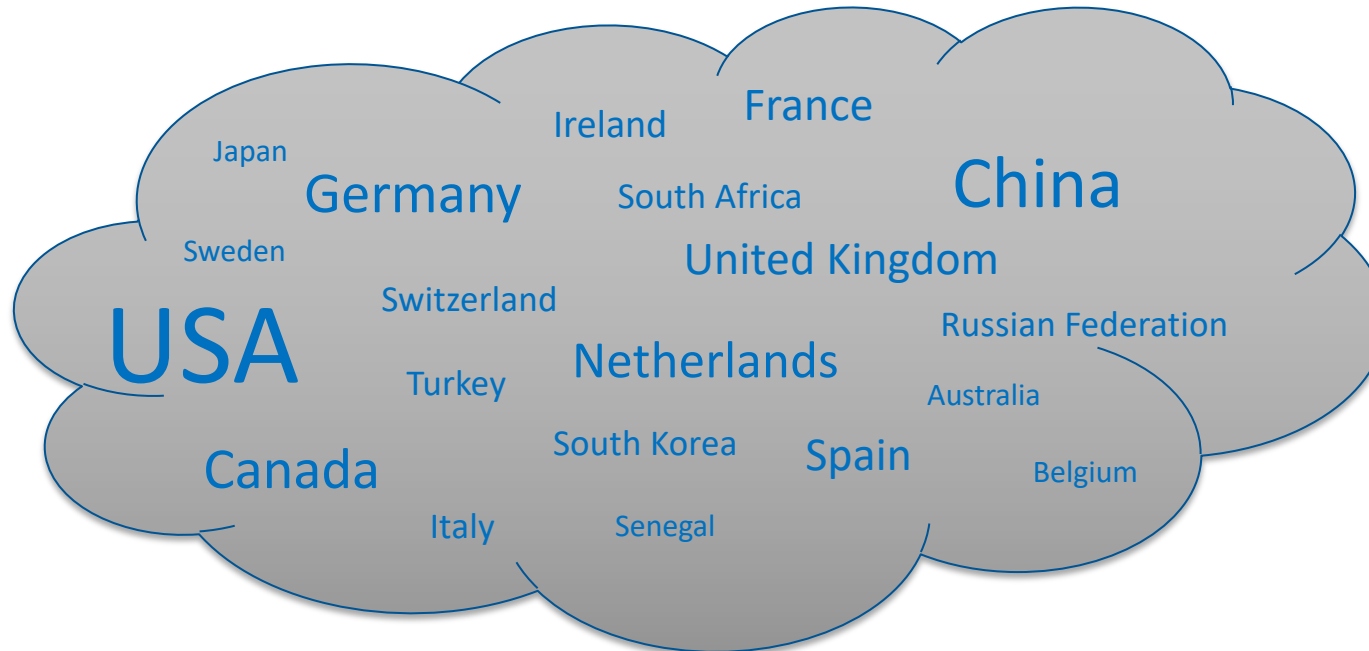 France
Ireland
Japan
China
Germany
South Africa
Sweden
United Kingdom
Switzerland
Russian Federation
USA
Netherlands
Turkey
Australia
South Korea
Spain
Canada
Belgium
Italy
Senegal